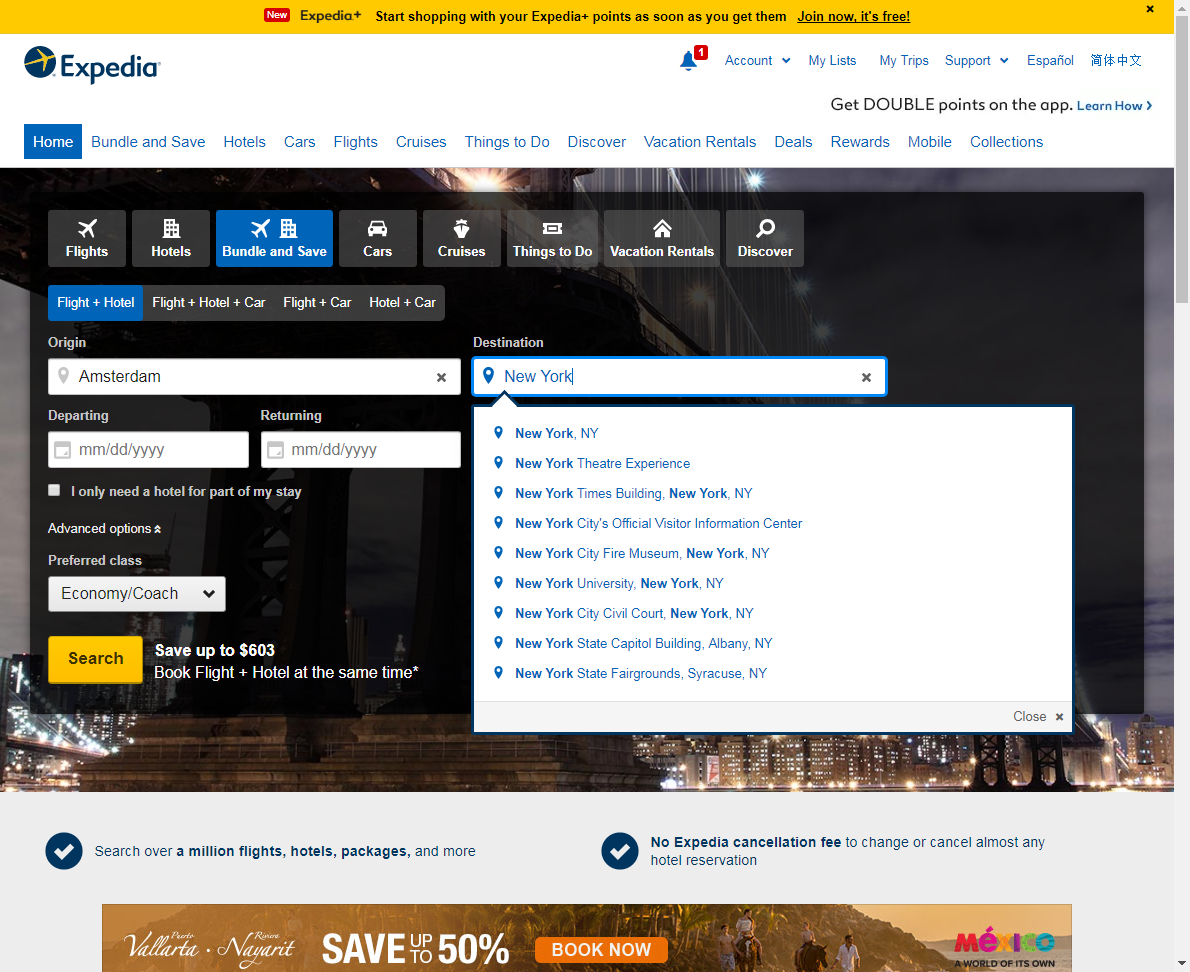 New Expedia+ Start shopping with your Expedia+ points as soon as you get them Join now, it's free!
Expedia
1 Account My Lists My Trips Support Español 简体中文
Get DOUBLE points on the app. Learn How
Home Bundle and Save Hotels Cars Flights Cruises Things to Do Discover Vacation Rentals Deals Rewards Mobile Collections
Flights Hotels Bundle and Save Cars Cruises Things to Do Vacation Rentals Discover
Flight + Hotel Flight + Hotel + Car Flight + Car Hotel + Car
Origin Destination
Amsterdam New York
Departing Returning
mm/dd/yyyy mm/dd/yyyy
I only need a hotel for part of my stay
Advanced options
Preferred class
Economy/Coach
Search
Save up to $603
Book Flight + Hotel at the same time*
New York, NY
New York Theatre Experience
New York Times Building, New York, NY
New York City's Official Visitor Information Center
New York City Fire Museum, New York, NY
New York University, New York, NY
New York City Civil Court, New York, NY
New York State Capitol Building, Albany, NY
New York State Fairgrounds, Syracuse, NY
Close
Search over a million flights, hotels, packages, and more
No Expedia cancellation fee to change or cancel almost any
hotel reservation
Puerto Vallarta · Riviera Nayarit SAVE UP TO 50% BOOK NOW méxico
A WORLD OF ITS OWN